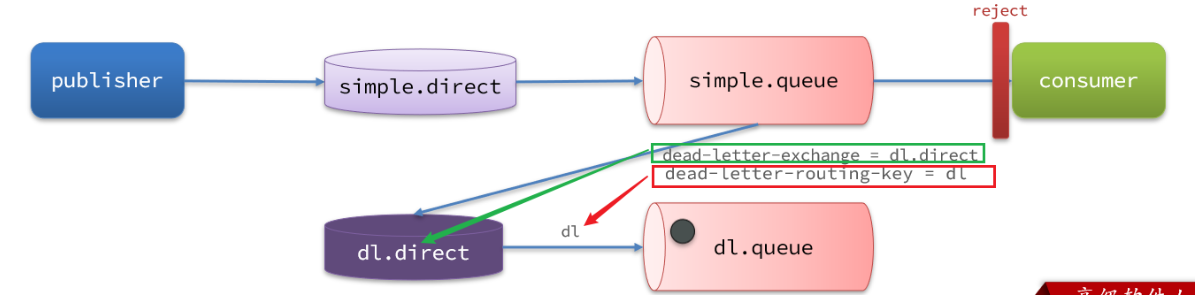 reject
publisher
simple.direct
simple.queue
consumer
dead-letter-exchange = dl.direct
dead-letter-routing-key = dl
dl
dl.direct
dl.queue